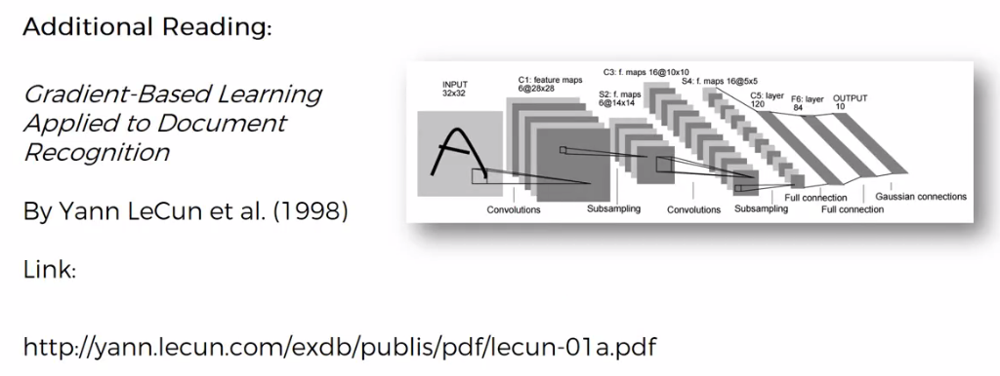 Additional Reading:
Gradient-Based Learning
Applied to Document
Recognition
By Yann LeCun et al. (1998)
Link:
http://yann.lecun.com/exdb/publis/pdf/lecun-01a.pdf
INPUT
32x32
C1: feature maps
6@28x28
S2: f. maps
6@14x14
C3: f. maps 16@10x10
S4: f. maps 16@5x5
C5: layer
120
F6: layer
84
OUTPUT
10
A
Convolutions
Subsampling
Convolutions
Subsampling
Full connection
Full connection
Gaussian connections